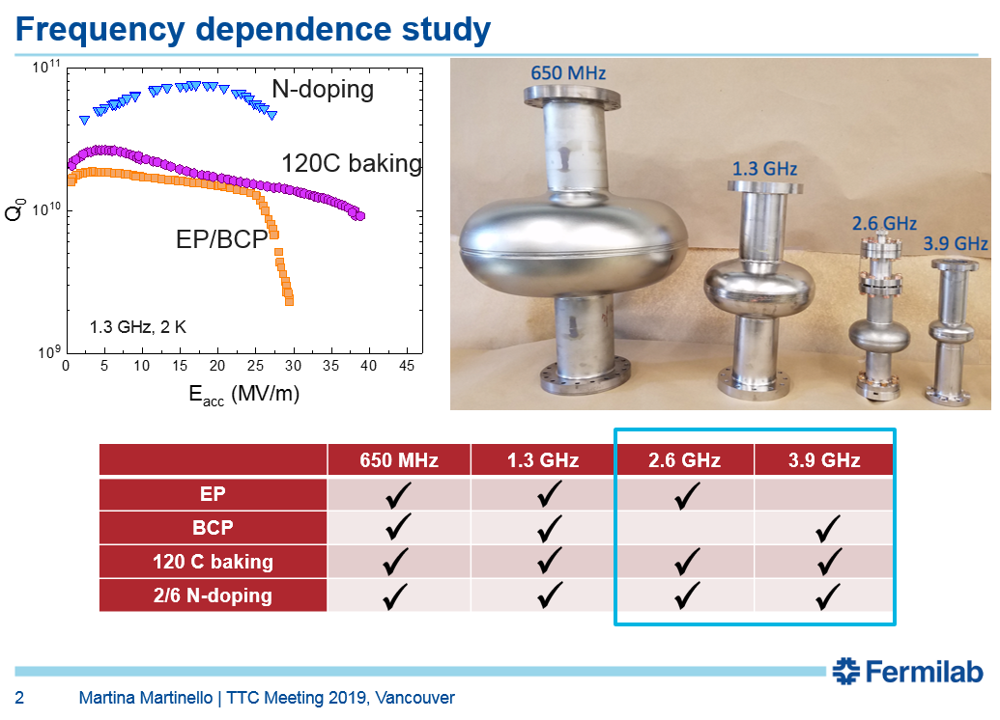 Frequency dependence study
10¹¹
10¹⁰
10⁹
Q₀
N-doping
120C baking
EP/BCP
1.3 GHz, 2 K
0 5 10 15 20 25 30 35 40 45
Eacc (MV/m)
650 MHz
1.3 GHz
2.6 GHz
3.9 GHz
650 MHz 1.3 GHz 2.6 GHz 3.9 GHz
EP ✓ ✓ ✓
BCP ✓ ✓ ✓
120 C baking ✓ ✓ ✓ ✓
2/6 N-doping ✓ ✓ ✓ ✓
Fermilab
2 Martina Martinello | TTC Meeting 2019, Vancouver